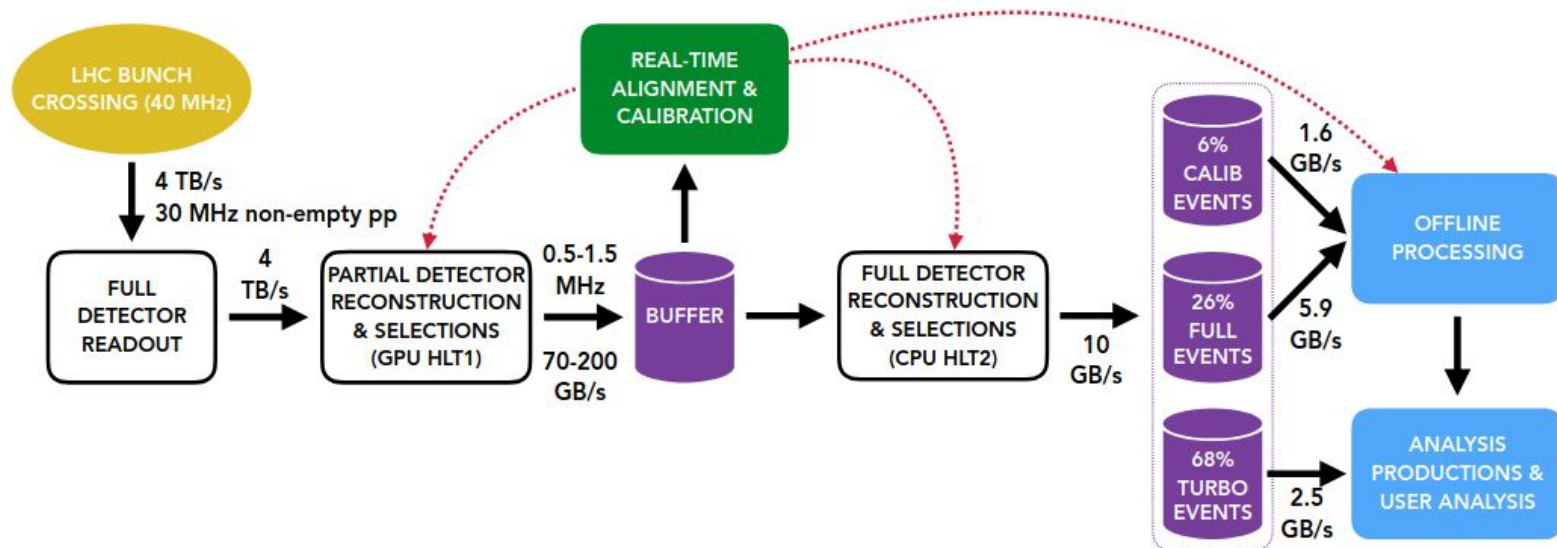 LHC BUNCH
CROSSING (40 MHz)
4 TB/s
30 MHz non-empty pp
FULL
DETECTOR
READOUT
4
TB/s
PARTIAL DETECTOR
RECONSTRUCTION
& SELECTIONS
(GPU HLT1)
0.5-1.5
MHz
70-200
GB/s
REAL-TIME
ALIGNMENT &
CALIBRATION
BUFFER
FULL DETECTOR
RECONSTRUCTION
& SELECTIONS
(CPU HLT2)
10
GB/s
6%
CALIB
EVENTS
26%
FULL
EVENTS
68%
TURBO
EVENTS
1.6
GB/s
5.9
GB/s
2.5
GB/s
OFFLINE
PROCESSING
ANALYSIS
PRODUCTIONS &
USER ANALYSIS